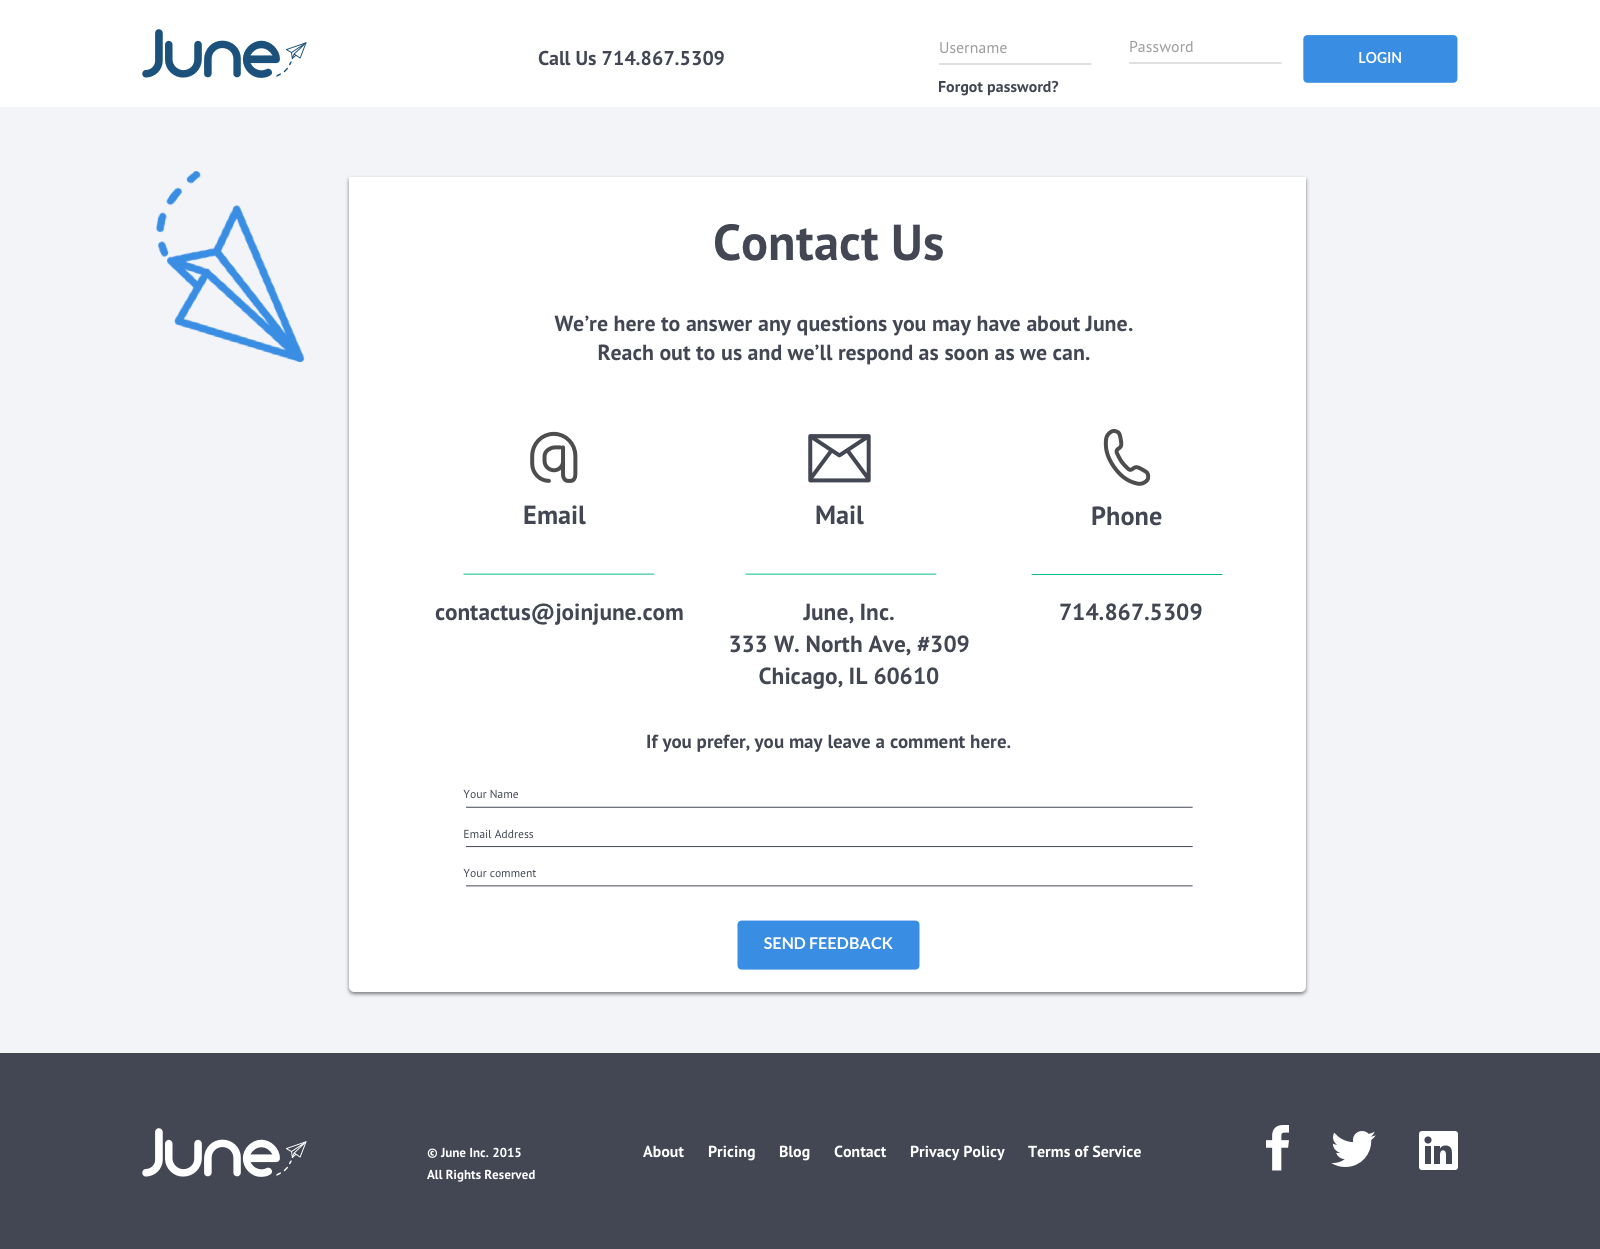 June
Call Us 714.867.5309
Username
Password
LOGIN
Forgot password?
Contact Us
We’re here to answer any questions you may have about June.
Reach out to us and we’ll respond as soon as we can.
Email
Mail
Phone
contactus@joinjune.com
June, Inc.
333 W. North Ave, #309
Chicago, IL 60610
714.867.5309
If you prefer, you may leave a comment here.
Your Name
Email Address
Your comment
SEND FEEDBACK
June
© June Inc. 2015
All Rights Reserved
About Pricing Blog Contact Privacy Policy Terms of Service